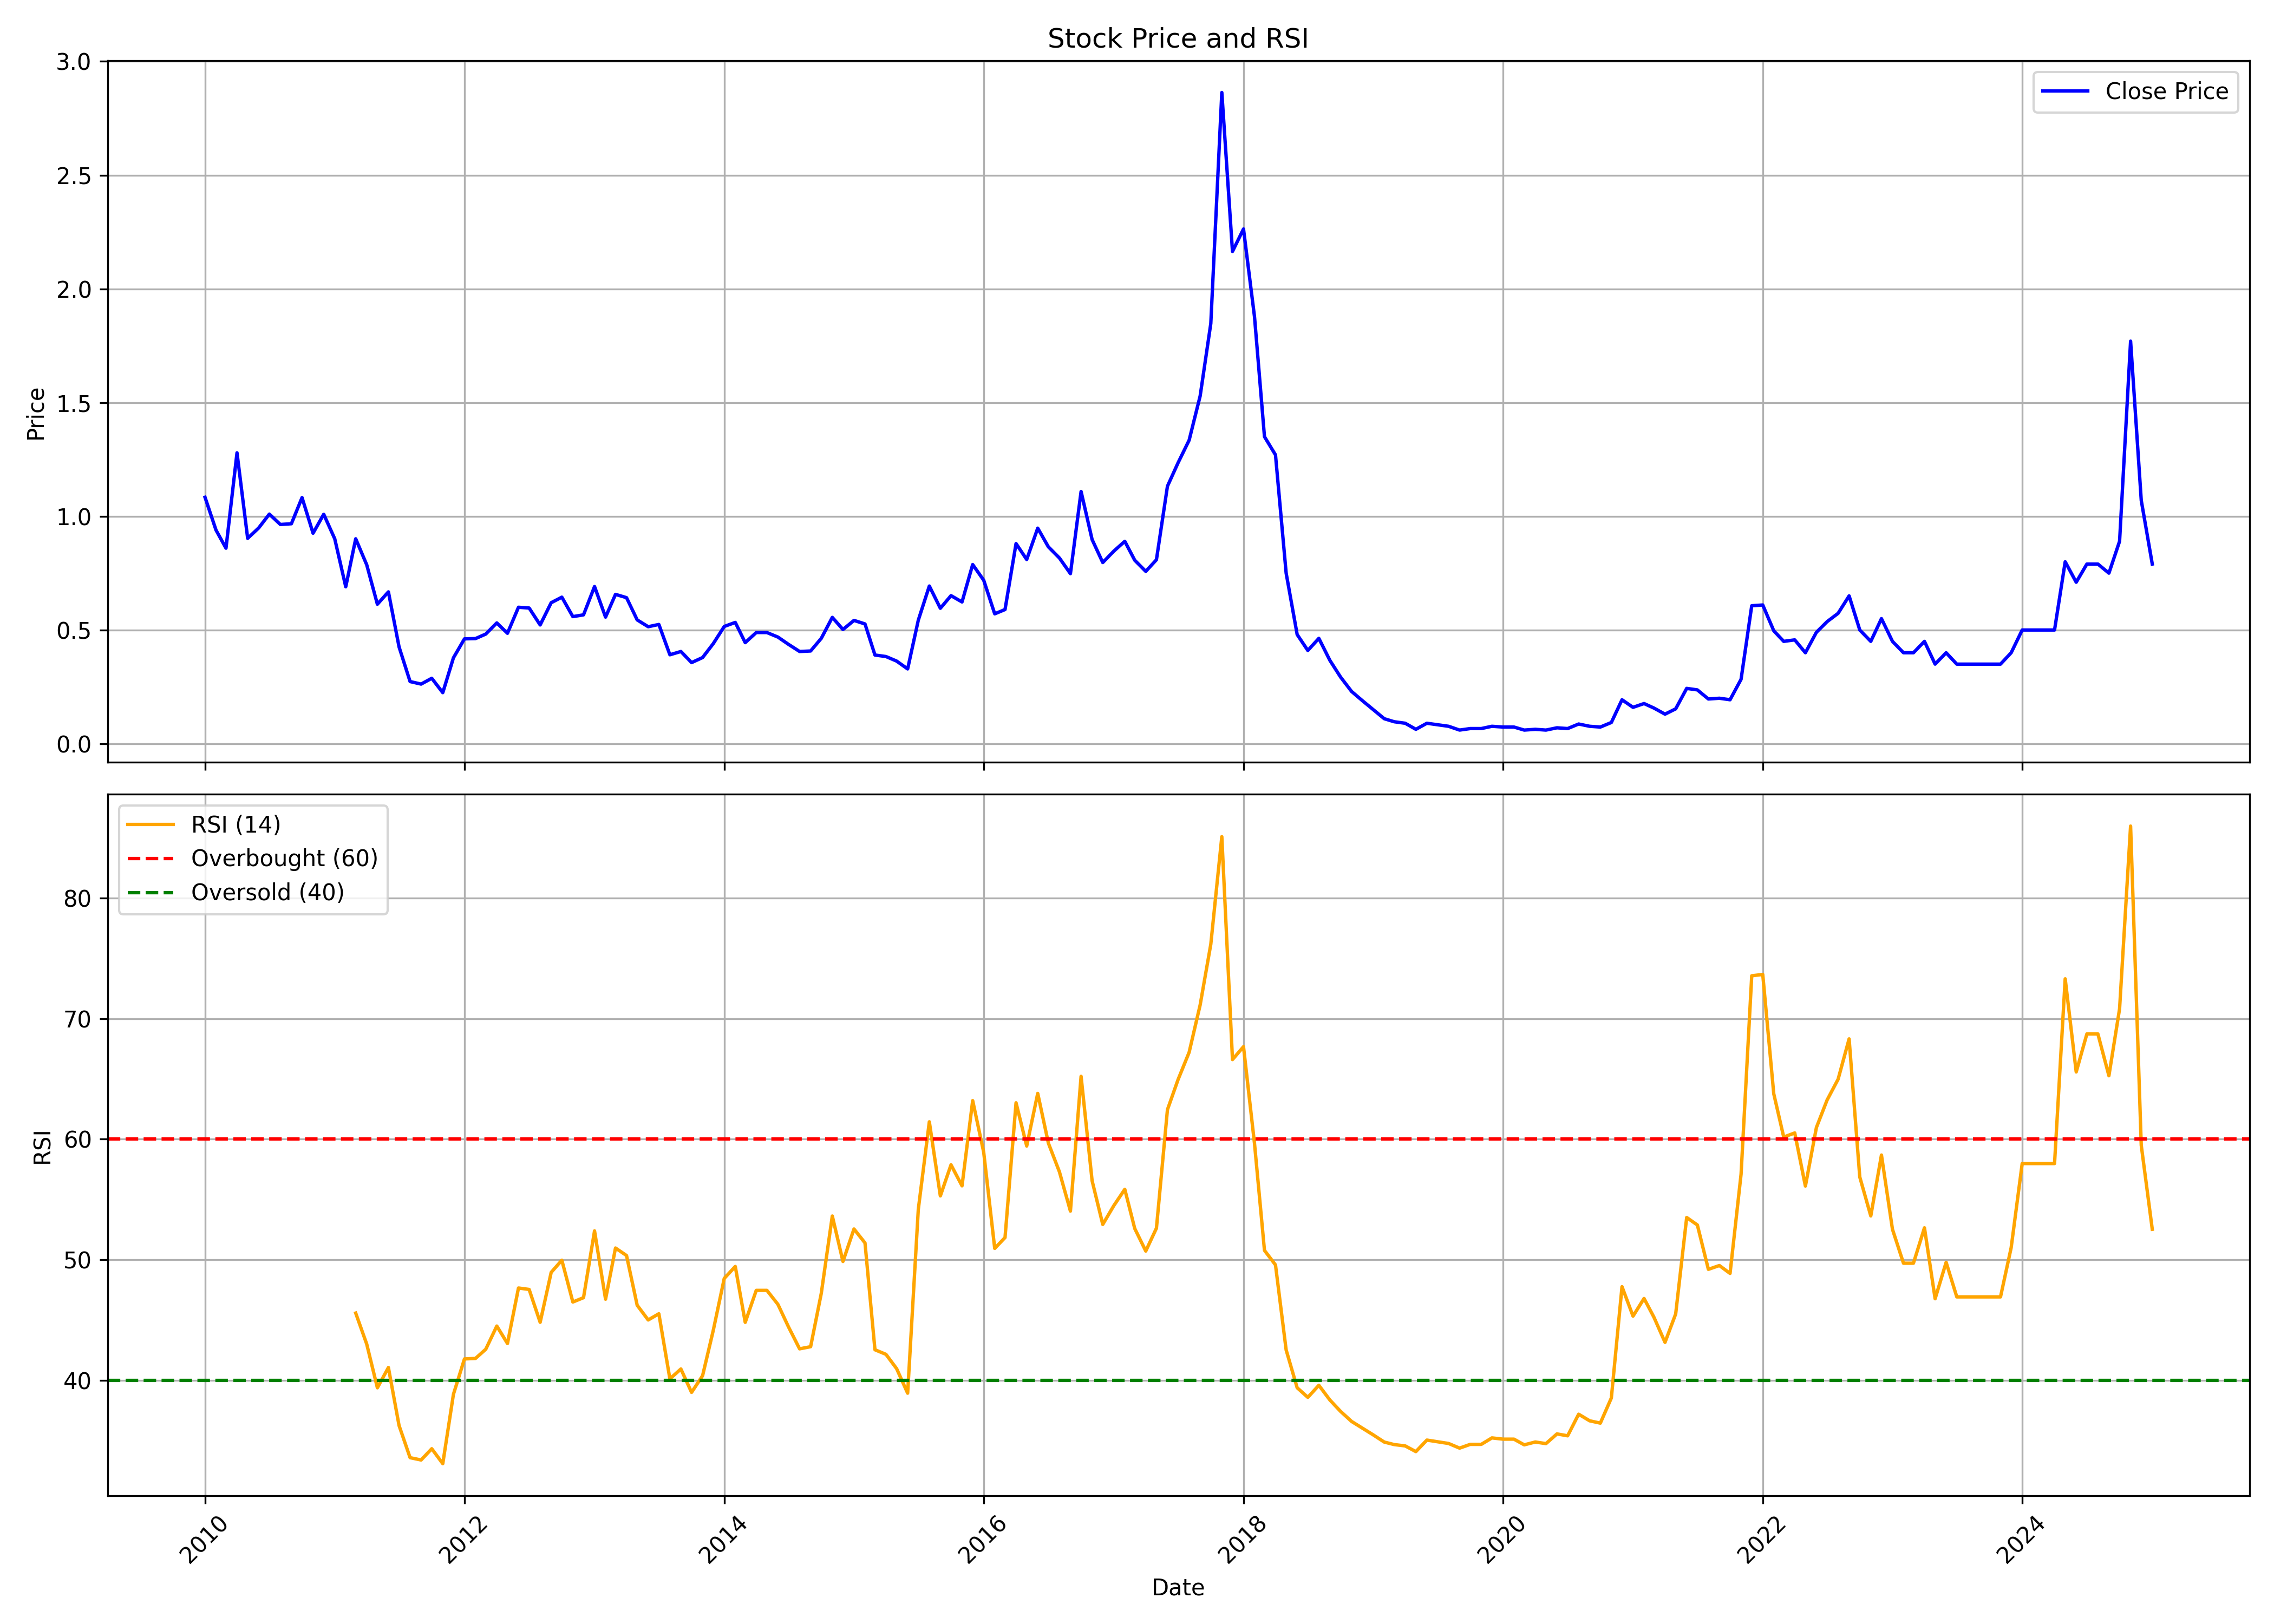 Stock Price and RSI
3.0
2.5
2.0
1.5
1.0
0.5
0.0
Price
Close Price
RSI (14)
Overbought (60)
Oversold (40)
80
70
60
50
40
RSI
2010
2012
2014
2016
2018
2020
2022
2024
Date